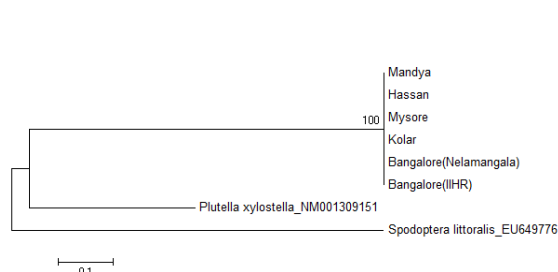 Mandya
Hassan
100
Mysore
Kolar
Bangalore(Nelamangala)
Bangalore(IIHR)
Plutella xylostella_NM001309151
Spodoptera littoralis_EU649776
0.1